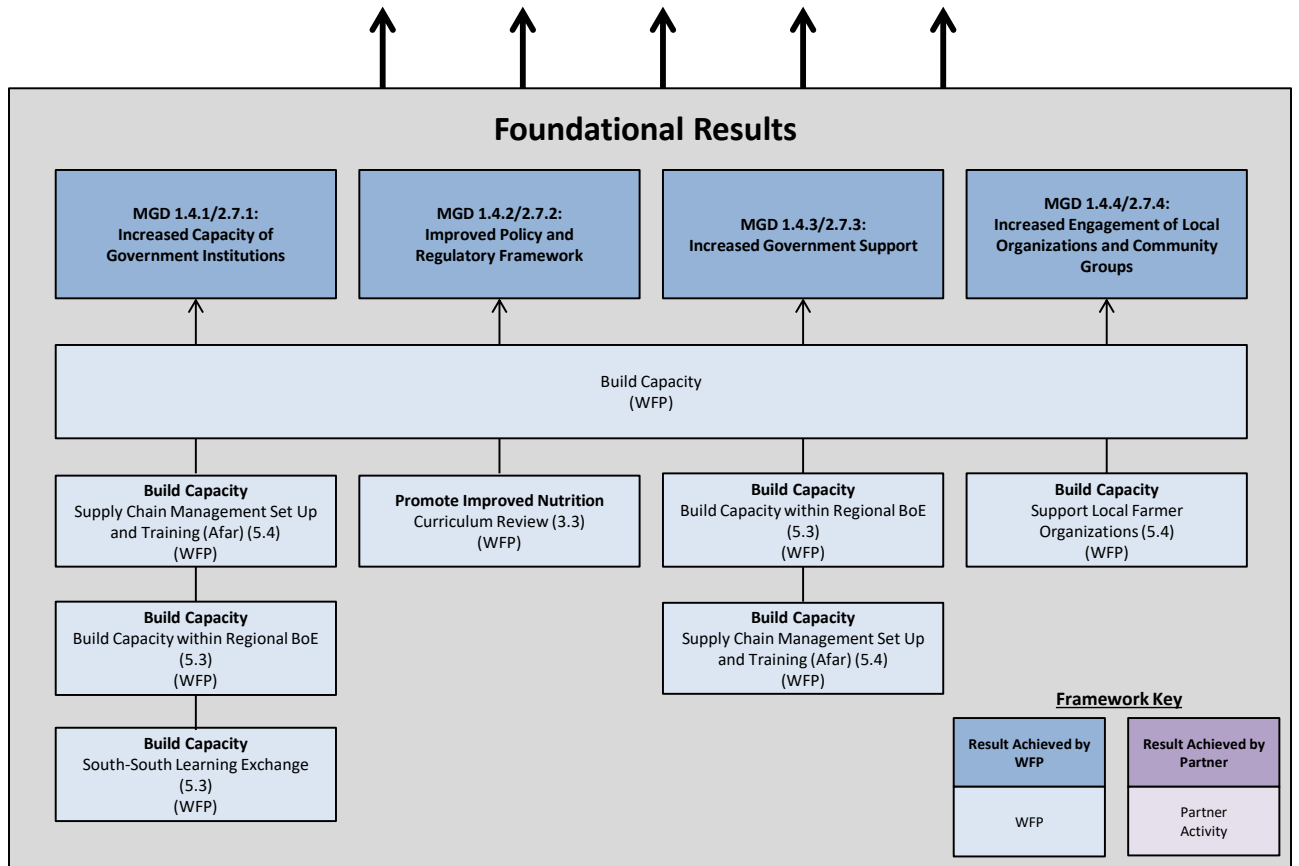 Foundational Results
MGD 1.4.1/2.7.1:
Increased Capacity of
Government Institutions
MGD 1.4.2/2.7.2:
Improved Policy and
Regulatory Framework
MGD 1.4.3/2.7.3:
Increased Government Support
MGD 1.4.4/2.7.4:
Increased Engagement of Local
Organizations and Community
Groups
Build Capacity
(WFP)
Build Capacity
Supply Chain Management Set Up
and Training (Afar) (5.4)
(WFP)
Promote Improved Nutrition
Curriculum Review (3.3)
(WFP)
Build Capacity
Build Capacity within Regional BoE
(5.3)
(WFP)
Build Capacity
Support Local Farmer
Organizations (5.4)
(WFP)
Build Capacity
Build Capacity within Regional BoE
(5.3)
(WFP)
Build Capacity
Supply Chain Management Set Up
and Training (Afar) (5.4)
(WFP)
Build Capacity
South-South Learning Exchange
(5.3)
(WFP)
Framework Key
Result Achieved by
WFP
Result Achieved by
Partner
WFP
Partner
Activity